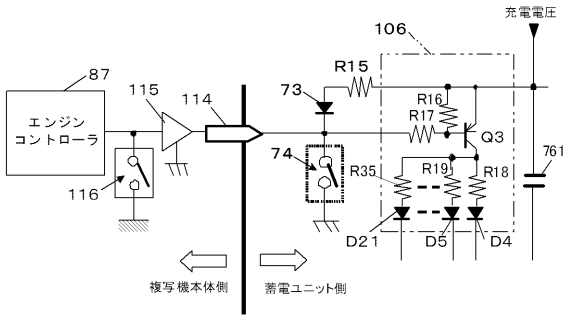 充電電圧
106
87
115
114
73
R15
R16
R17
エンジン
コントローラ
Q3
74
116
R35
R19
R18
761
D21
D5
D4
複写機本体側
蓄電ユニット側